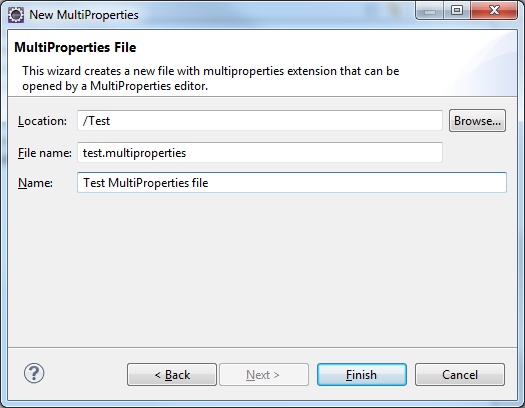 New MultiProperties
MultiProperties File
This wizard creates a new file with multiproperties extension that can be
opened by a MultiProperties editor.
Location: /Test Browse...
File name: test.multiproperties
Name: Test MultiProperties file
? < Back Next > Finish Cancel